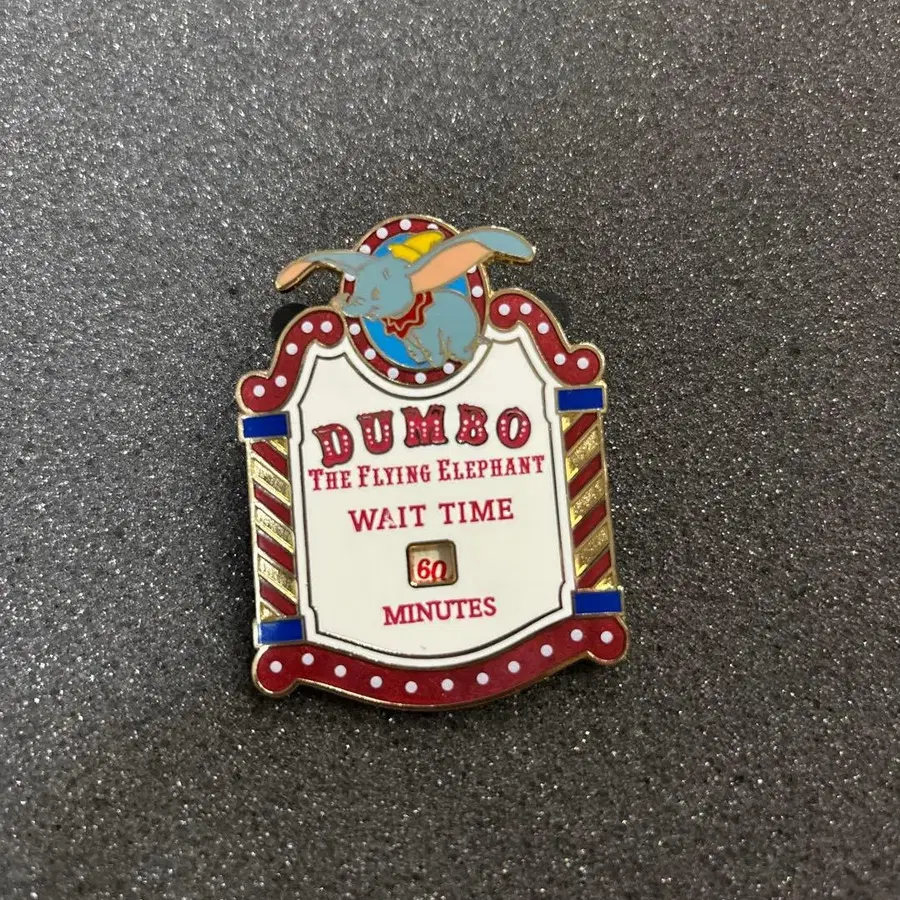 DUMBO
THE FLYING ELEPHANT
WAIT TIME
60
MINUTES